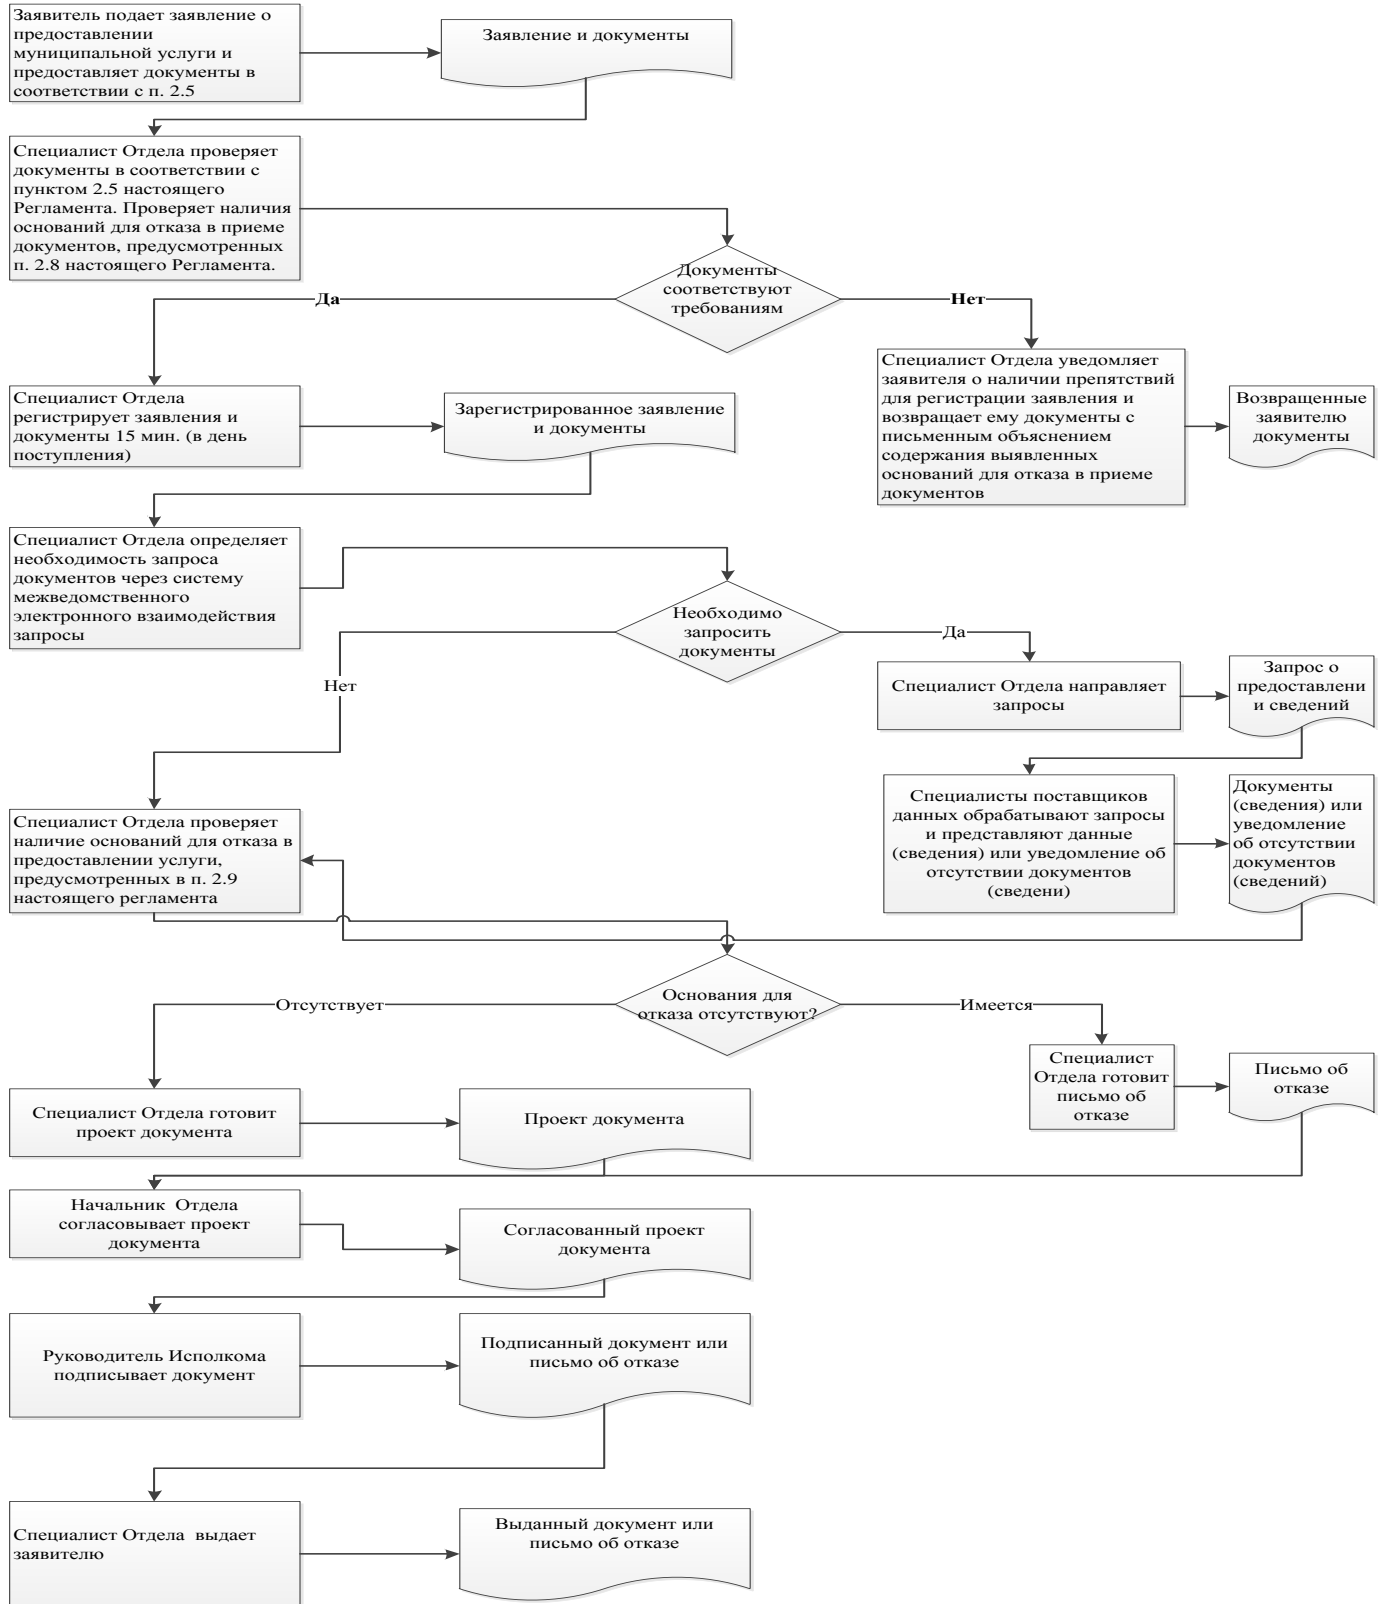 Заявитель подает заявление о
предоставлении
муниципальной услуги и
предоставляет документы в
соответствии с п. 2.5
Заявление и документы
Специалист Отдела проверяет
документы в соответствии с
пунктом 2.5 настоящего
Регламента. Проверяет наличия
оснований для отказа в приеме
документов, предусмотренных
п. 2.8 настоящего Регламента.
Документы
соответствуют
требованиям
Да
Нет
Специалист Отдела
регистрирует заявления и
документы 15 мин. (в день
поступления)
Зарегистрированное заявление
и документы
Специалист Отдела уведомляет
заявителя о наличии препятствий
для регистрации заявления и
возвращает ему документы с
письменным объяснением
содержания выявленных
оснований для отказа в приеме
документов
Возвращенные
заявителю
документы
Специалист Отдела определяет
необходимость запроса
документов через систему
межведомственного
электронного взаимодействия
запросы
Необходимо
запросить
документы
Да
Нет
Специалист Отдела направляет
запросы
Запрос о
предоставлени
и сведений
Специалисты поставщиков
данных обрабатывают запросы
и представляют данные
(сведения) или уведомление об
отсутствии документов
(сведени)
Документы
(сведения) или
уведомление
об отсутствии
документов
(сведений)
Специалист Отдела проверяет
наличие оснований для отказа в
предоставлении услуги,
предусмотренных в п. 2.9
настоящего регламента
Основания для
отказа отсутствуют?
Отсутствует
Имеется
Специалист
Отдела готовит
письмо об
отказе
Письмо об
отказе
Специалист Отдела готовит
проект документа
Проект документа
Начальник  Отдела
согласовывает проект
документа
Согласованный проект
документа
Руководитель Исполкома
подписывает документ
Подписанный документ или
письмо об отказе
Специалист Отдела  выдает
заявителю
Выданный документ или
письмо об отказе